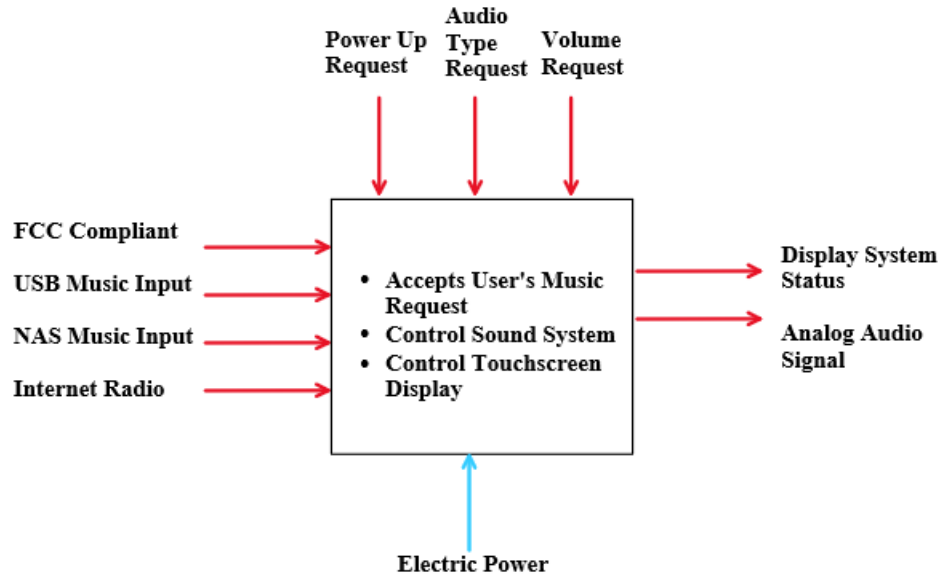 Power Up
Request
Audio
Type
Request
Volume
Request
FCC Compliant
USB Music Input
NAS Music Input
Internet Radio
• Accepts User's Music
Request
• Control Sound System
• Control Touchscreen
Display
Display System
Status
Analog Audio
Signal
Electric Power